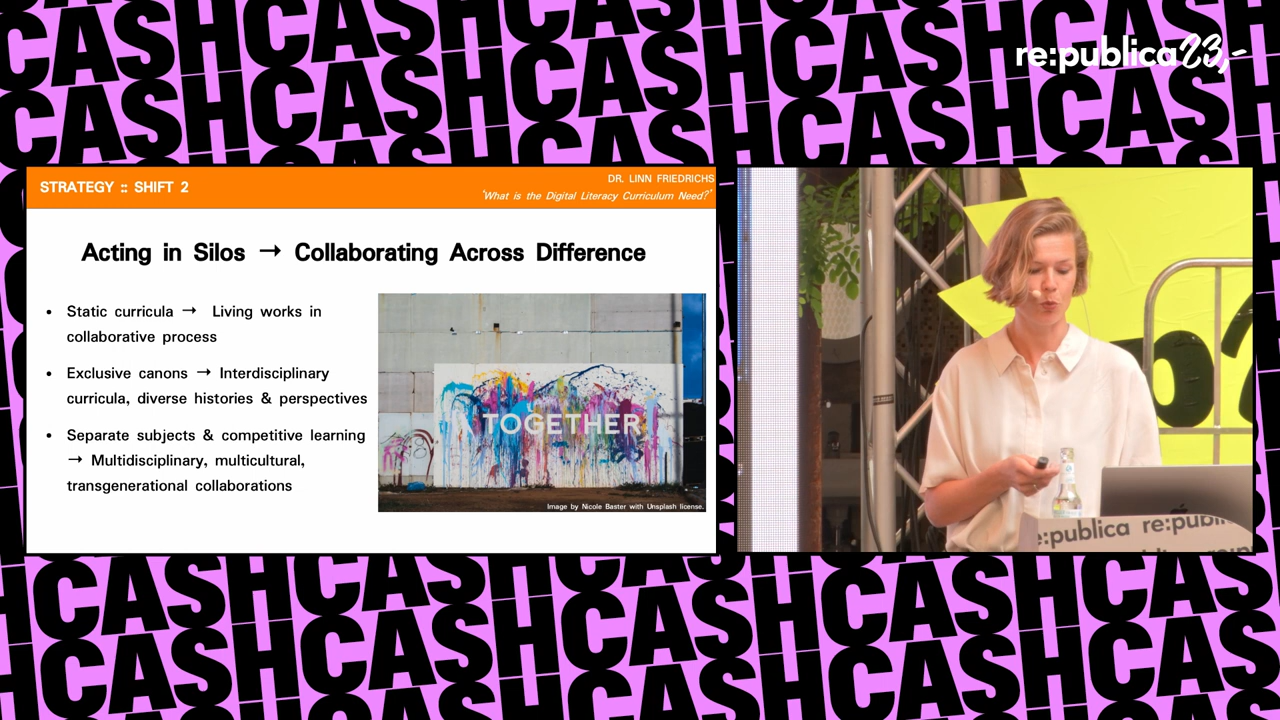 CASHCASHCASHCASHCASH
re:publica23,-
STRATEGY :: SHIFT 2
DR. LINN FRIEDRICHS
"What is the Digital Literacy Curriculum Need?"
Acting in Silos → Collaborating Across Difference
• Static curricula → Living works in
collaborative process
• Exclusive canons → Interdisciplinary
curricula, diverse histories & perspectives
• Separate subjects & competitive learning
→ Multidisciplinary, multicultural,
transgenerational collaborations
TOGETHER
Image by Nicole Baster with Unsplash license.
re:publica re:publi